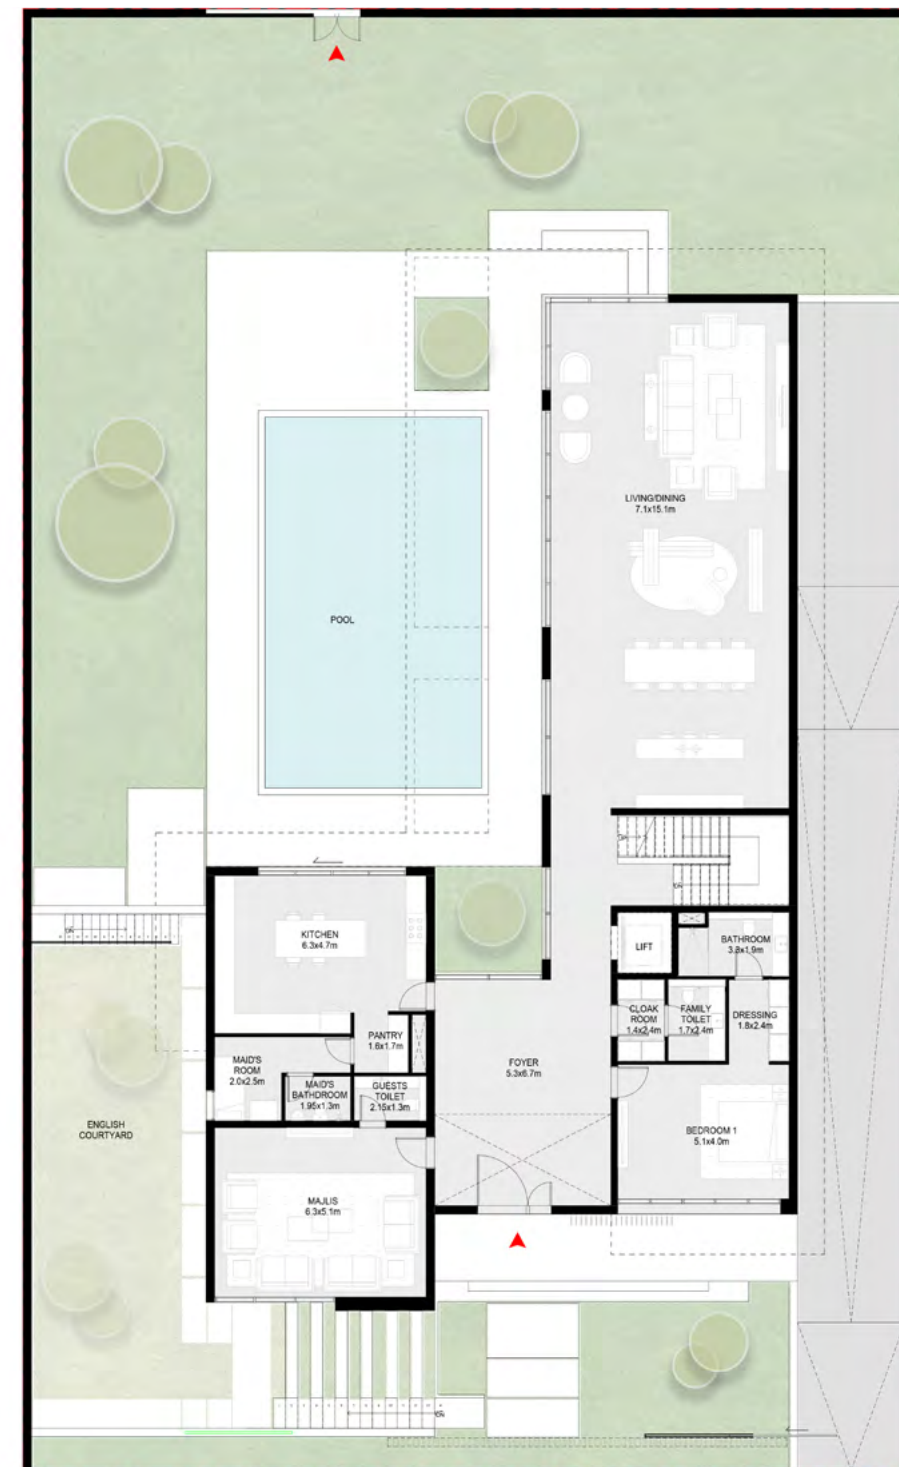 LIVING/DINING
7.1x15.1m
POOL
KITCHEN
6.3x4.7m
LIFT
BATHROOM
3.8x1.9m
PANTRY
1.6x1.7m
CLOAK
ROOM
1.4x2.4m
FAMILY
TOILET
1.7x2.4m
DRESSING
1.8x2.4m
MAID'S
ROOM
2.0x2.5m
FOYER
5.3x6.7m
MAID'S
BATHDROOM
1.95x1.3m
GUESTS
TOILET
2.15x1.3m
ENGLISH
COURTYARD
BEDROOM 1
5.1x4.0m
MAJLIS
6.3x5.1m